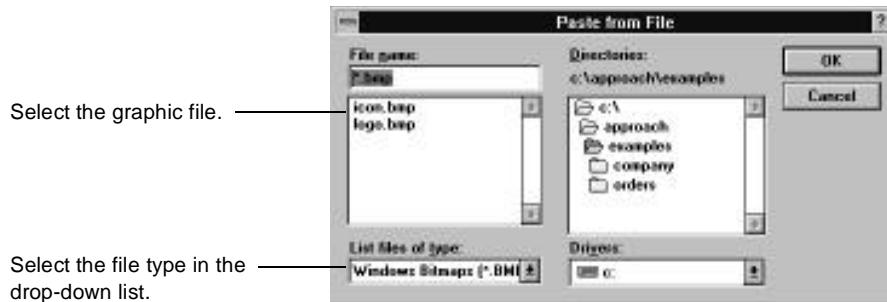 Paste from File
?
File name:
*.bmp
icon.bmp
logo.bmp
List files of type:
Windows Bitmaps (*.BMP
Directories:
c:\approach\examples
c:\
approach
examples
company
orders
Drivers:
c:
OK
Cancel
Select the graphic file.
Select the file type in the
drop-down list.